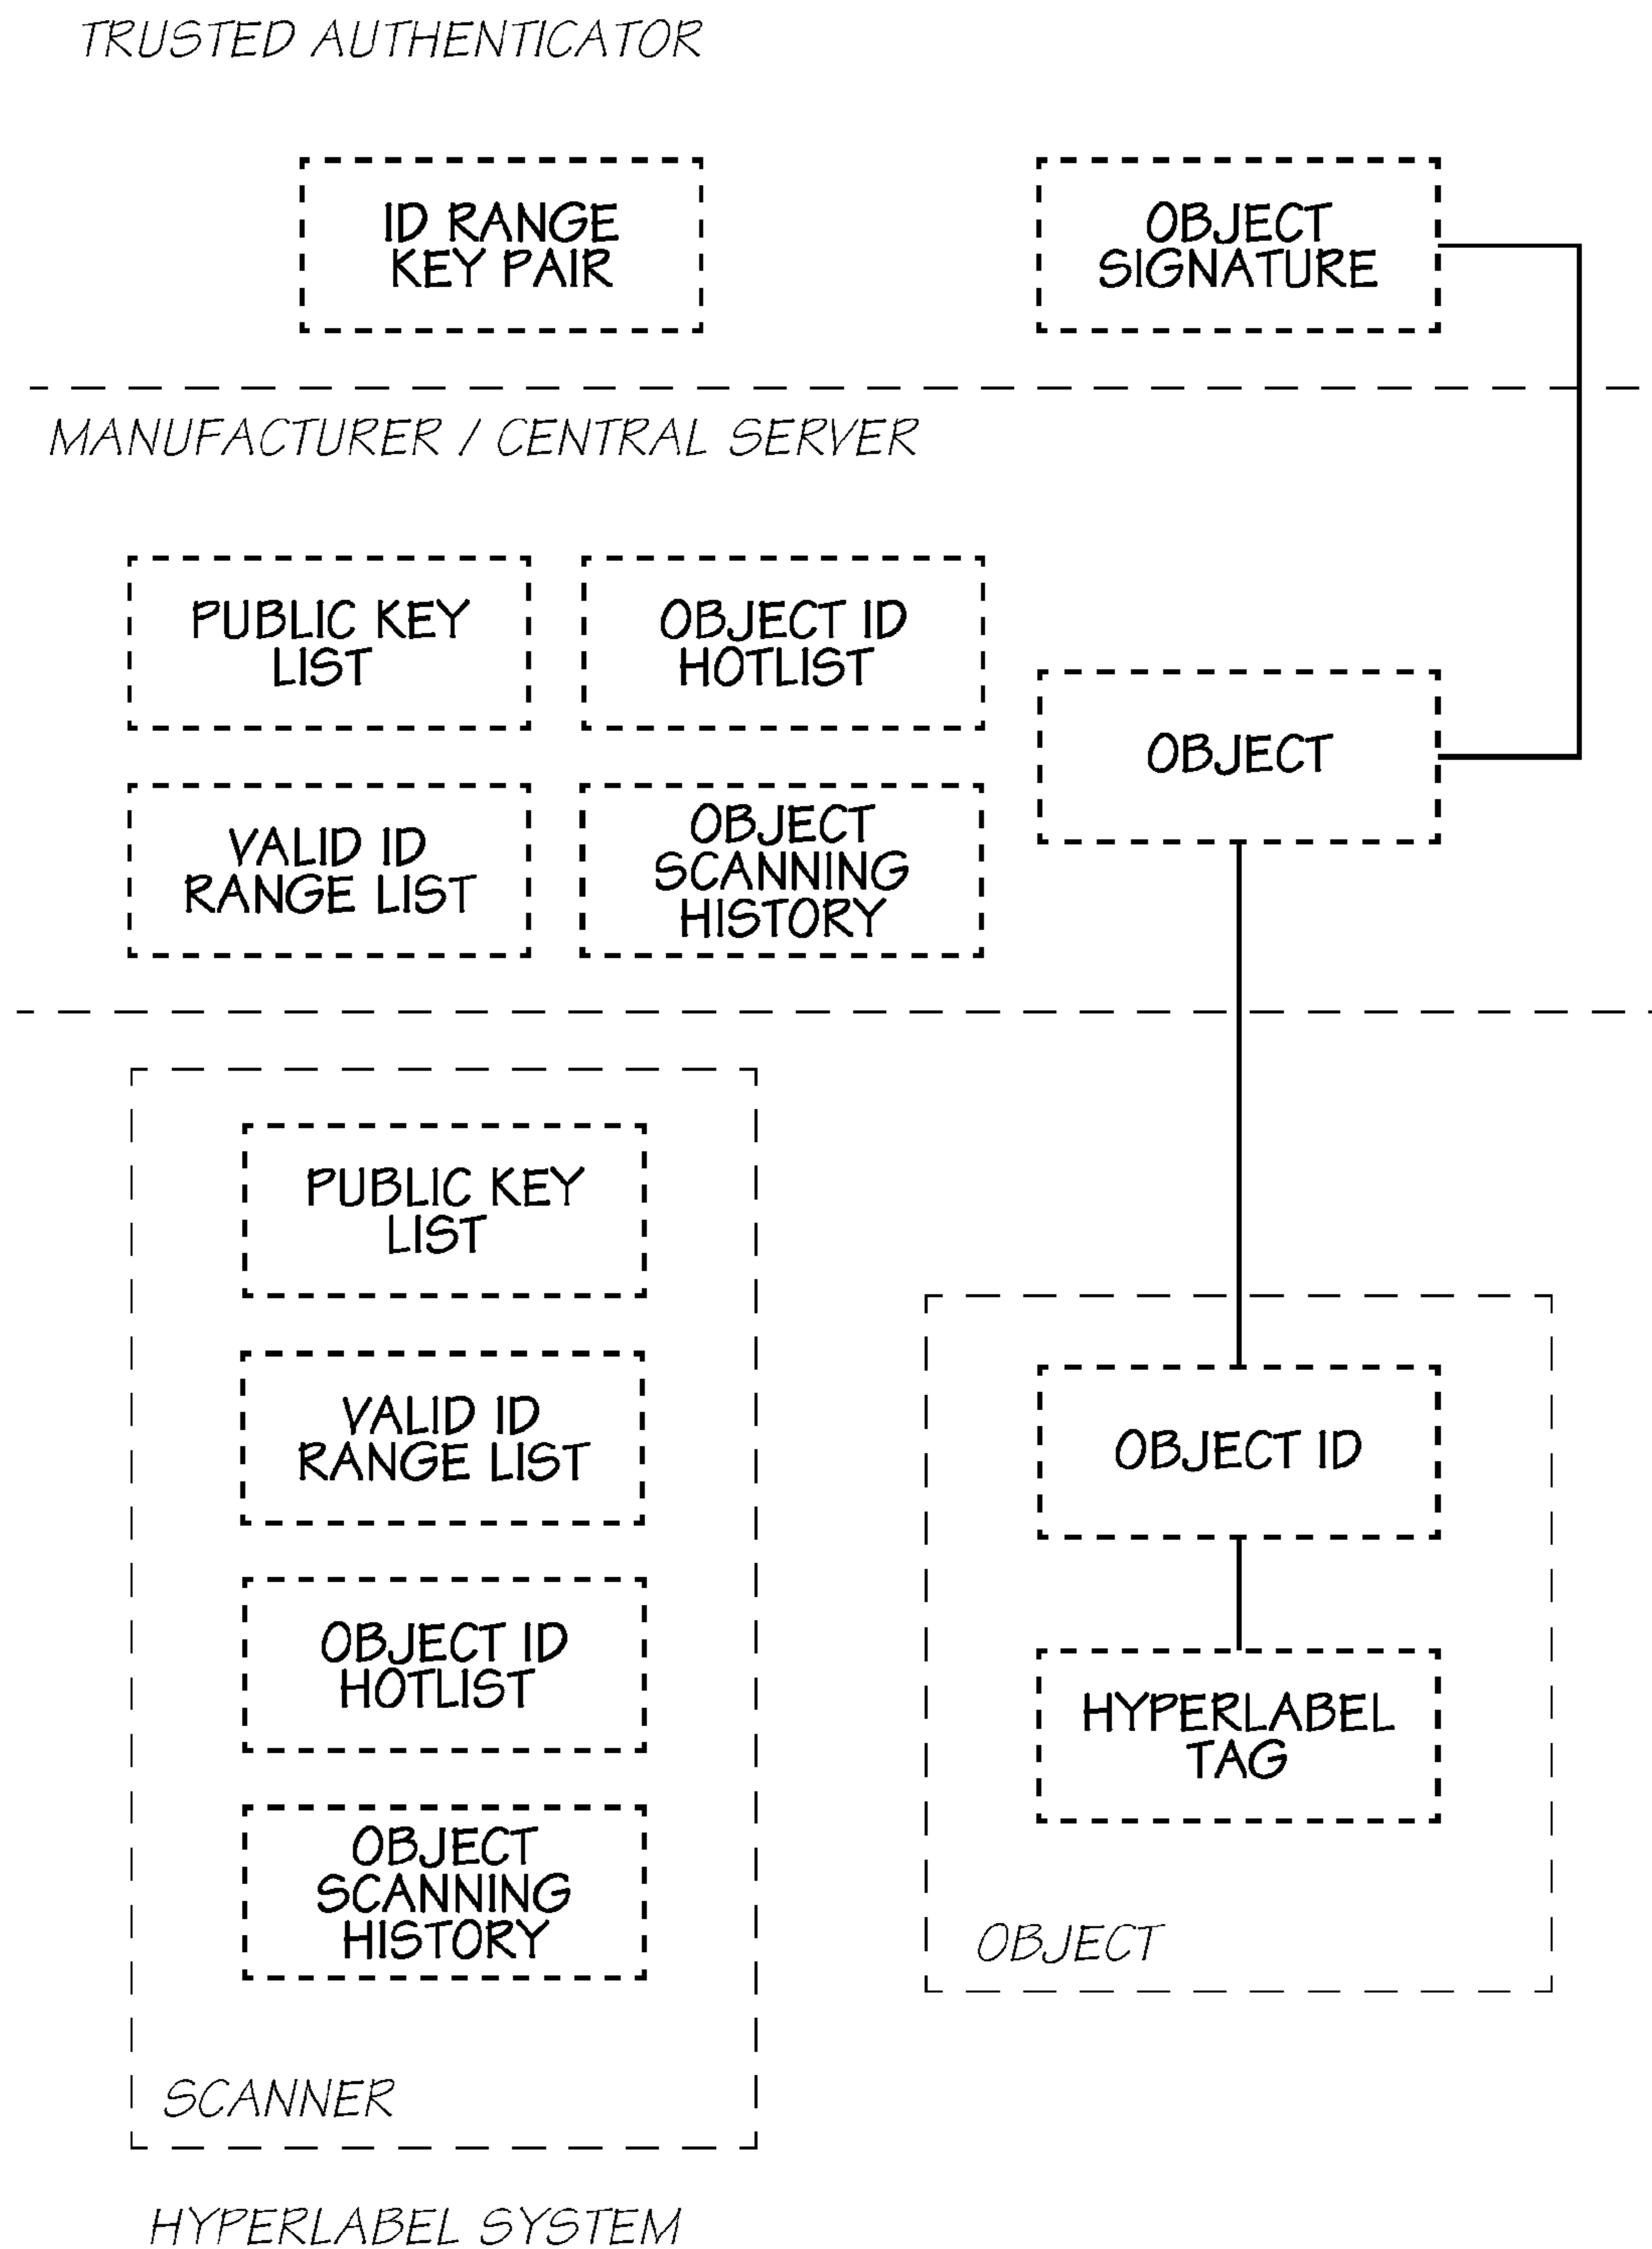 TRUSTED AUTHENTICATOR
ID RANGE
KEY PAIR
OBJECT
SIGNATURE
MANUFACTURER / CENTRAL SERVER
PUBLIC KEY
LIST
OBJECT ID
HOTLIST
OBJECT
VALID ID
RANGE LIST
OBJECT
SCANNING
HISTORY
PUBLIC KEY
LIST
VALID ID
RANGE LIST
OBJECT ID
HOTLIST
OBJECT
SCANNING
HISTORY
SCANNER
OBJECT ID
HYPERLABEL
TAG
OBJECT
HYPERLABEL SYSTEM